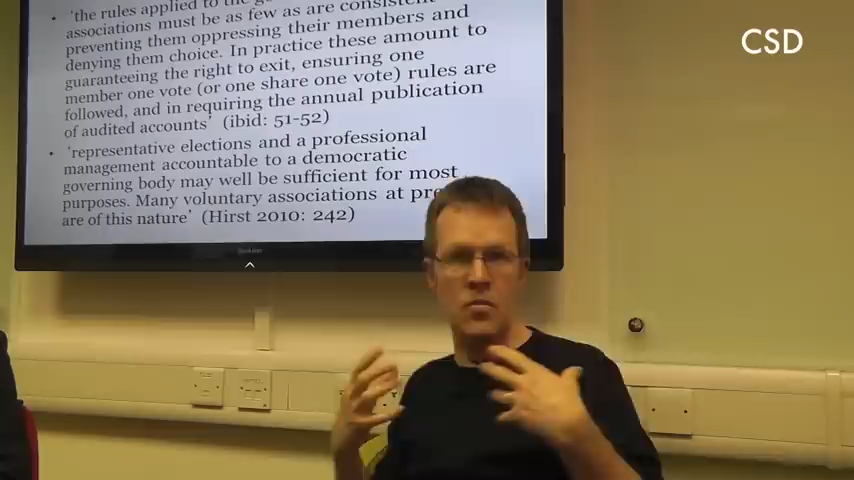 • 'the rules applied to the
associations must be as few as are consistent
preventing them oppressing their members and
denying them choice. In practice these amount to
guaranteeing the right to exit, ensuring one
member one vote (or one share one vote) rules are
followed, and in requiring the annual publication
of audited accounts' (ibid: 51-52)
• 'representative elections and a professional
management accountable to a democratic
governing body may well be sufficient for most
purposes. Many voluntary associations at
are of this nature' (Hirst 2010: 242)
CSD